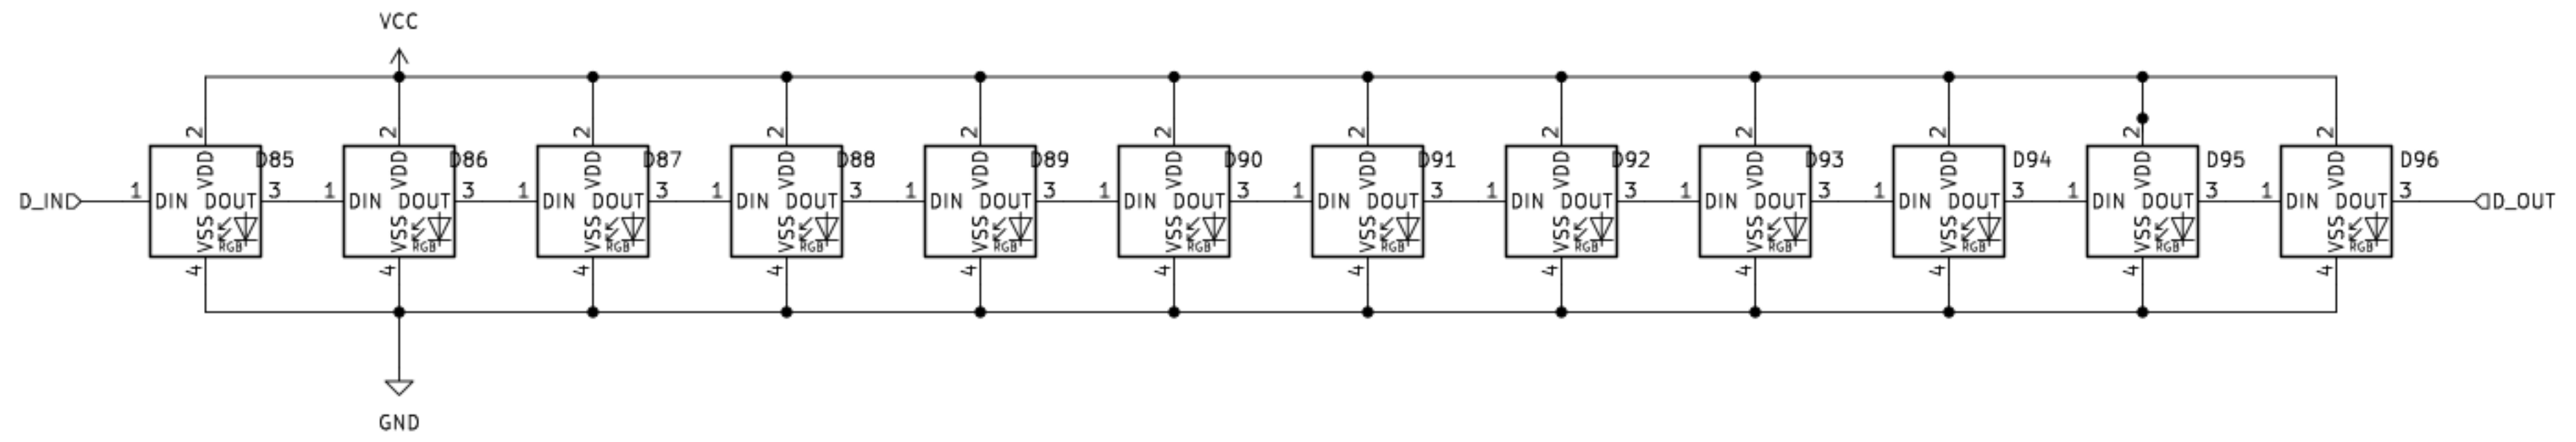 VCC
2 2 2 2 2 2 2 2 2 2 2 2
D85 D86 D87 D88 D89 D90 D91 D92 D93 D94 D95 D96
VDD VDD VDD VDD VDD VDD VDD VDD VDD VDD VDD VDD
D_IN 1 DIN DOUT 3 1 DIN DOUT 3 1 DIN DOUT 3 1 DIN DOUT 3 1 DIN DOUT 3 1 DIN DOUT 3 1 DIN DOUT 3 1 DIN DOUT 3 1 DIN DOUT 3 1 DIN DOUT 3 1 DIN DOUT 3 1 DIN DOUT 3 D_OUT
VSS VSS VSS VSS VSS VSS VSS VSS VSS VSS VSS VSS
RGB RGB RGB RGB RGB RGB RGB RGB RGB RGB RGB RGB
4 4 4 4 4 4 4 4 4 4 4 4
GND